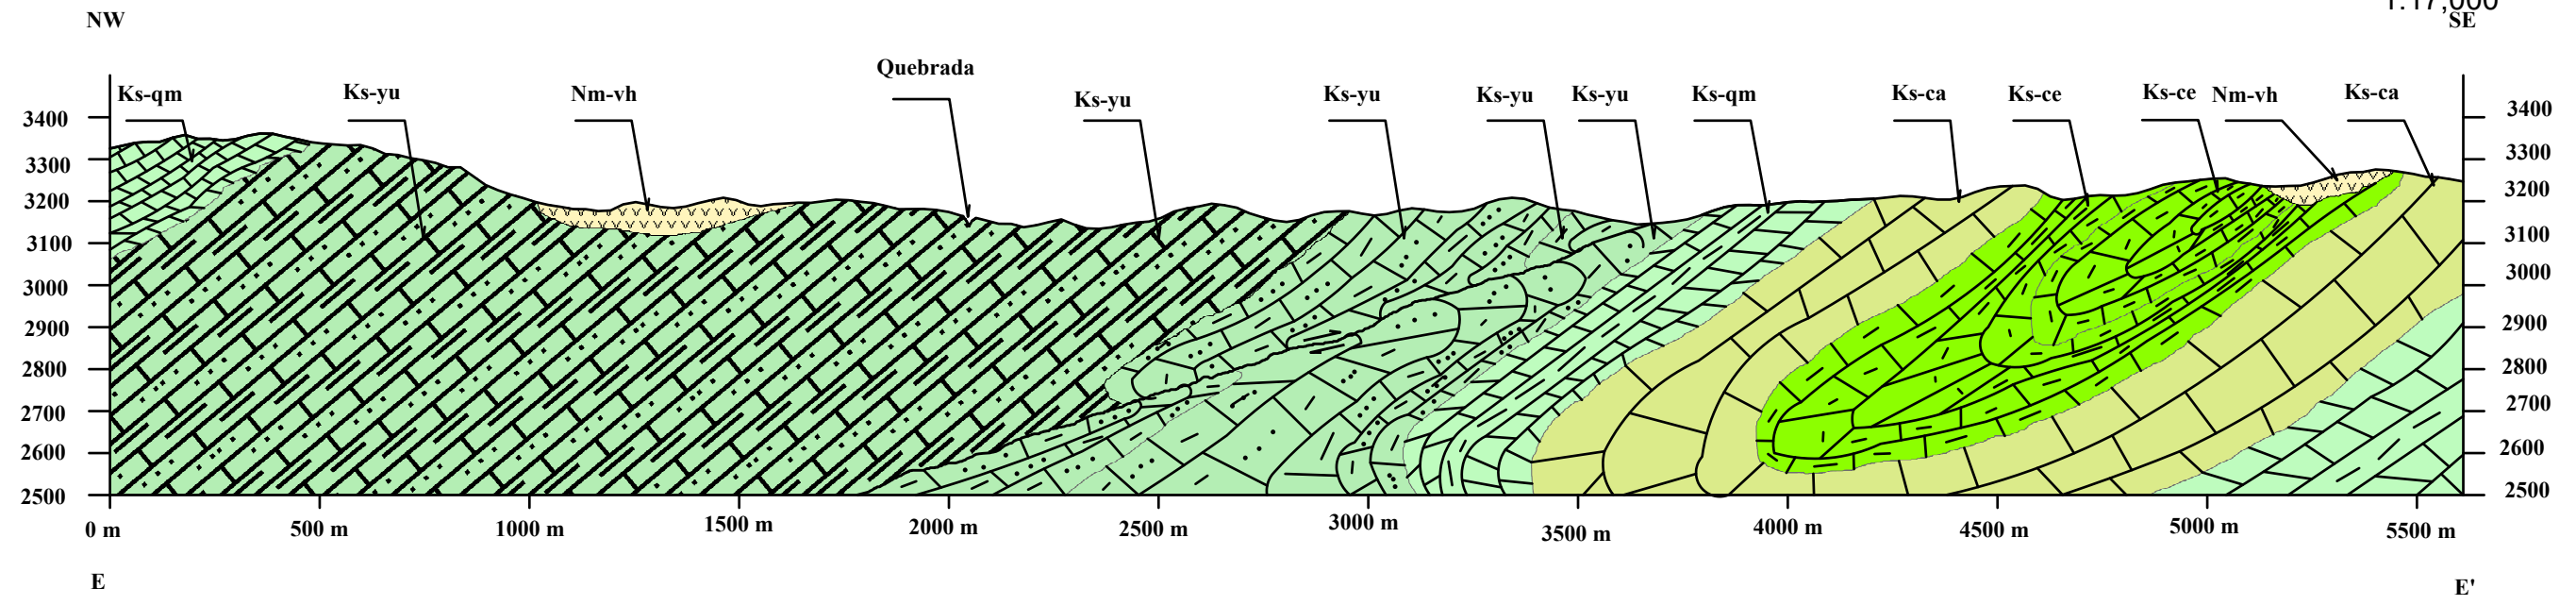 1:17,000
NW
SE
Quebrada
Ks-qm
Ks-yu
Nm-vh
Ks-yu
Ks-yu
Ks-yu
Ks-yu
Ks-qm
Ks-ca
Ks-ce
Ks-ce
Nm-vh
Ks-ca
3400
3300
3200
3100
3000
2900
2800
2700
2600
2500
3400
3300
3200
3100
3000
2900
2800
2700
2600
2500
0 m
500 m
1000 m
1500 m
2000 m
2500 m
3000 m
3500 m
4000 m
4500 m
5000 m
5500 m
E
E'